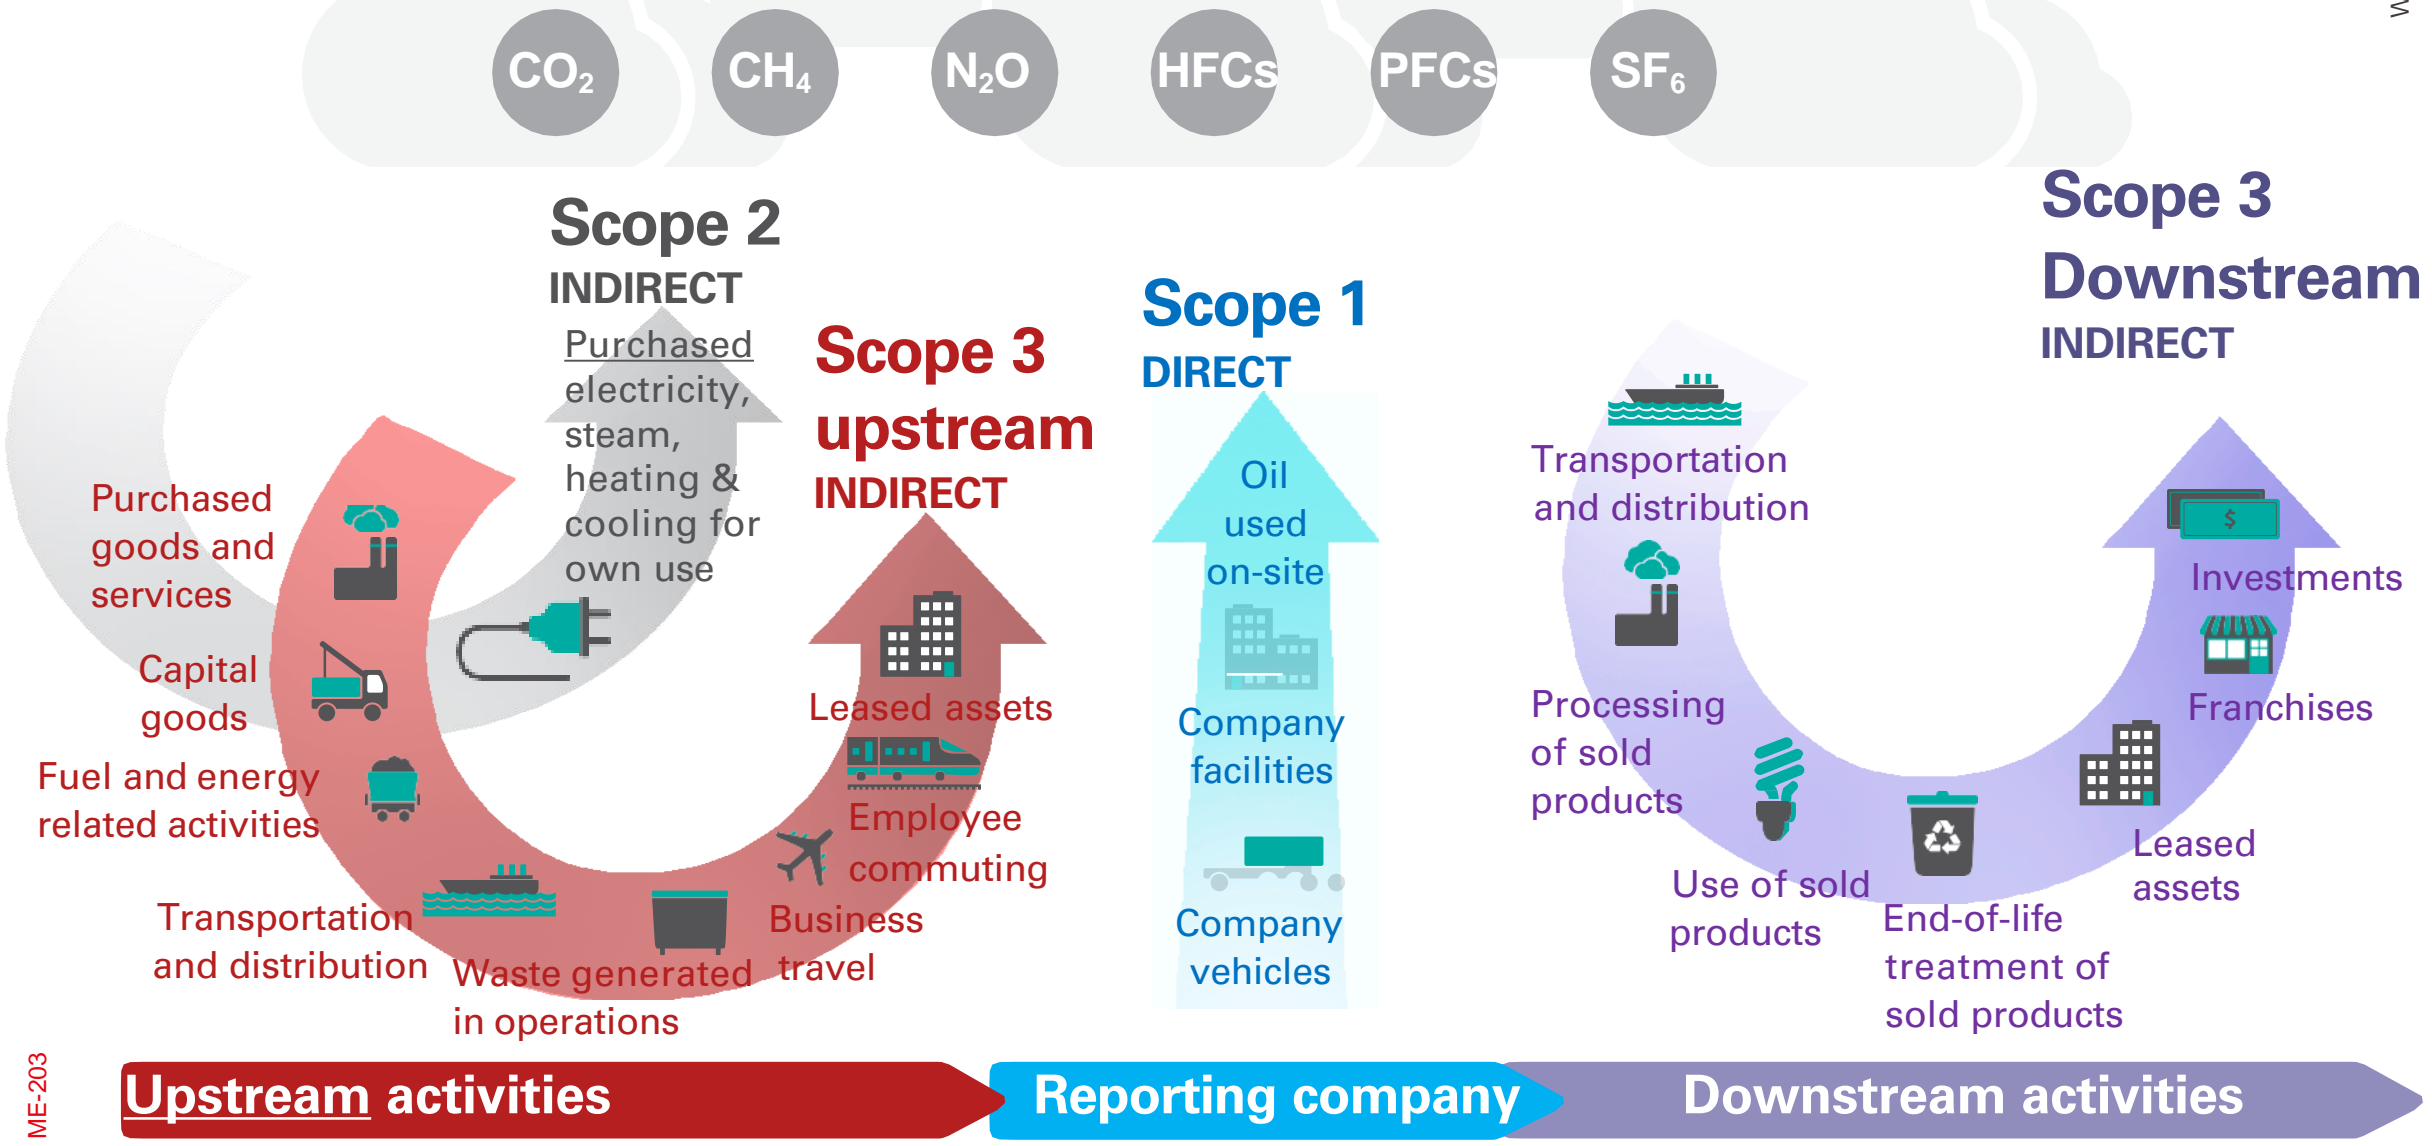 CO₂ CH₄ N₂O HFCs PFCs SF₆
W
Scope 2
INDIRECT
Purchased
electricity,
steam,
heating &
cooling for
own use
Scope 3
upstream
INDIRECT
Purchased
goods and
services
Capital
goods
Fuel and energy
related activities
Transportation
and distribution
Waste generated
in operations
Business
travel
Employee
commuting
Leased assets
Scope 1
DIRECT
Oil
used
on-site
Company
facilities
Company
vehicles
Scope 3
Downstream
INDIRECT
Transportation
and distribution
Processing
of sold
products
Use of sold
products
End-of-life
treatment of
sold products
Leased
assets
Franchises
$
Investments
ME-203
Upstream activities
Reporting company
Downstream activities